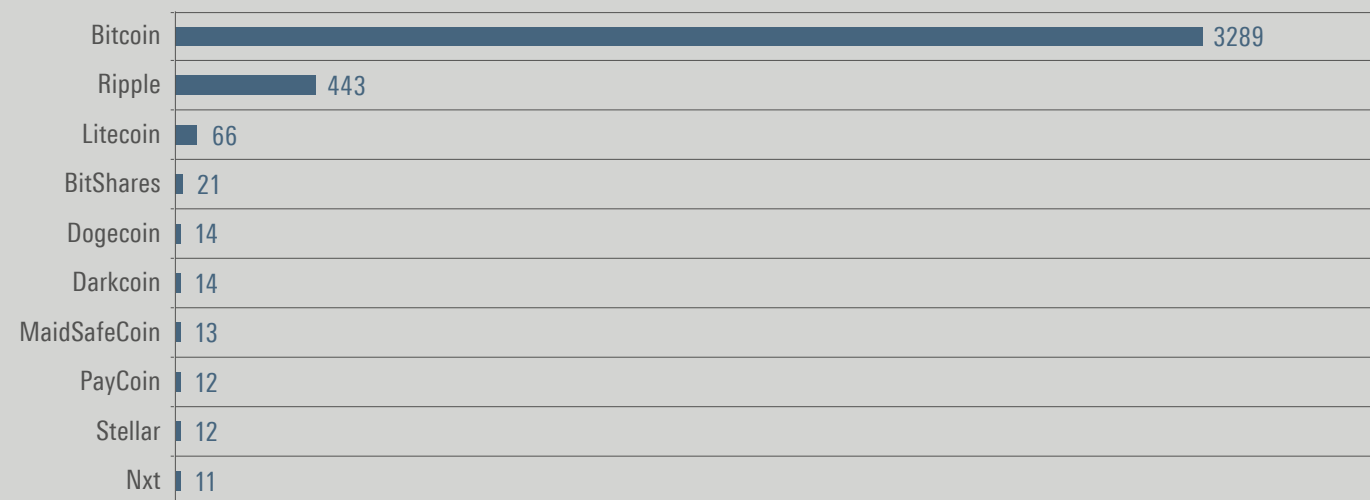 Bitcoin 3289
Ripple 443
Litecoin 66
BitShares 21
Dogecoin 14
Darkcoin 14
MaidSafeCoin 13
PayCoin 12
Stellar 12
Nxt 11